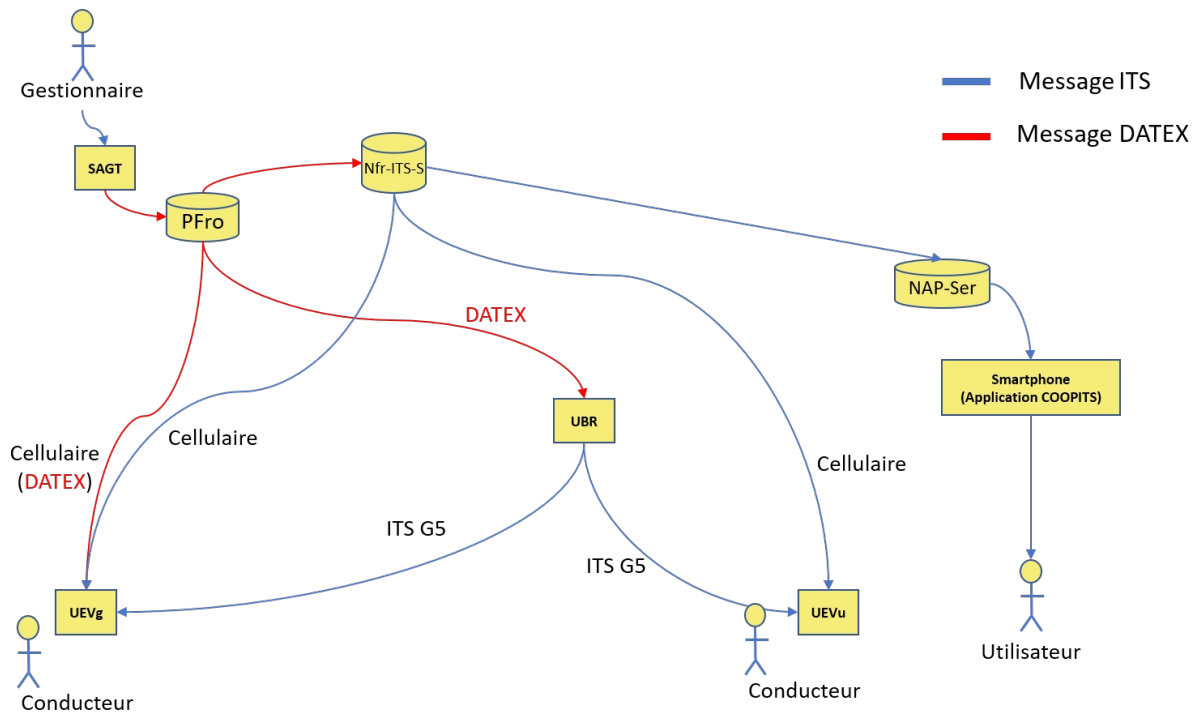 Gestionnaire
Message ITS
Message DATEX
SAGT
Nfr-ITS-S
PFro
NAP-Ser
DATEX
Smartphone
(Application COOPITS)
UBR
Cellulaire
Cellulaire
(DATEX)
Cellulaire
ITS G5
ITS G5
UEVg
UEVu
Utilisateur
Conducteur
Conducteur